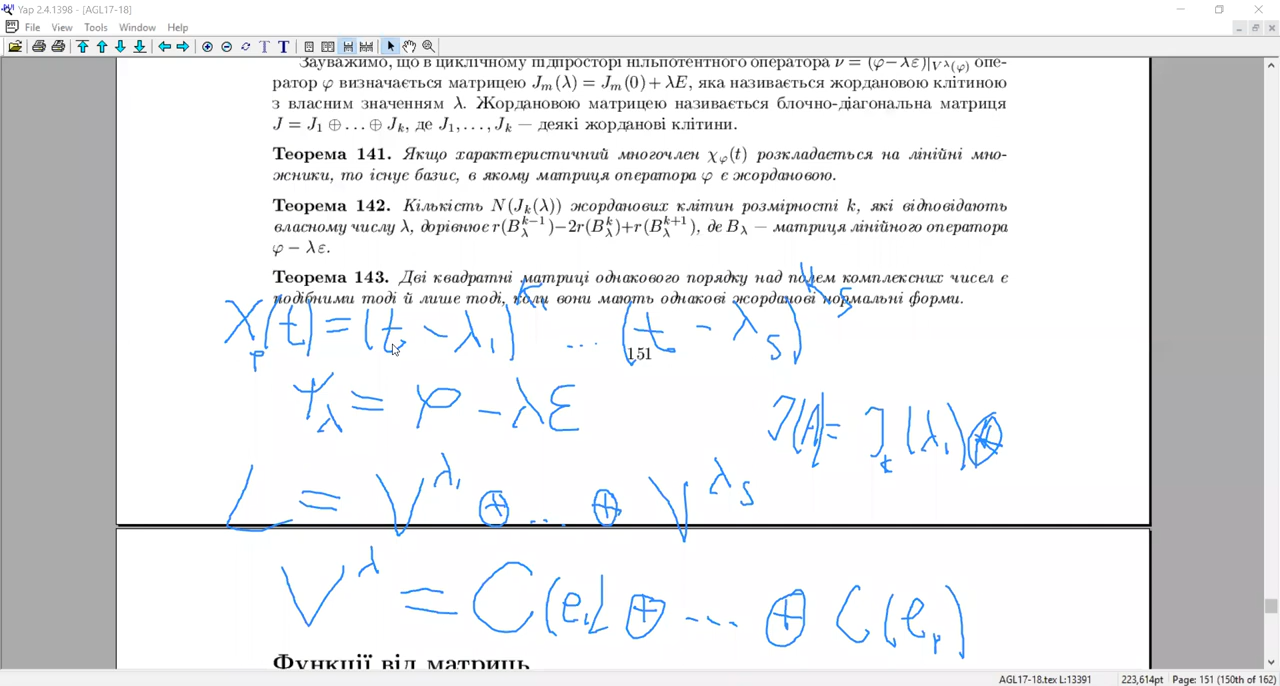 Yap 2.4.1398 - [AGL17-18]
File View Tools Window Help
Зауважимо, що в циклічному підпросторі нільпотентного оператора ν = (φ−λε)|_{V^λ(φ)} опе-
ратор φ визначається матрицею J_m(λ) = J_m(0) + λE, яка називається жордановою клітиною
з власним значенням λ. Жордановою матрицею називається блочно-діагональна матриця
J = J_1 ⊕ … ⊕ J_k, де J_1, …, J_k — деякі жорданові клітини.
Теорема 141. Якщо характеристичний многочлен χ_φ(t) розкладається на лінійні мно-
жники, то існує базис, в якому матриця оператора φ є жордановою.
Теорема 142. Кількість N(J_k(λ)) жорданових клітин розмірності k, які відповідають
власному числу λ, дорівнює r(B_λ^{k−1})−2r(B_λ^k)+r(B_λ^{k+1}), де B_λ — матриця лінійного оператора
φ − λε.
Теорема 143. Дві квадратні матриці однакового порядку над полем комплексних чисел є
подібними тоді й лише тоді, коли вони мають однакові жорданові нормальні форми.
χ_φ(t) = (t − λ_1)^{k_1} … (t − λ_s)^{k_s}
151
Ψ_λ = φ − λε
J(A) = J_k(λ_1) ⊕
L = V^{λ_1} ⊕ … ⊕ V^{λ_s}
V^λ = C(e_1) ⊕ … ⊕ C(e_p)
Функції від матриць
AGL17-18.tex L:13391 223,614pt Page: 151 (150th of 162)